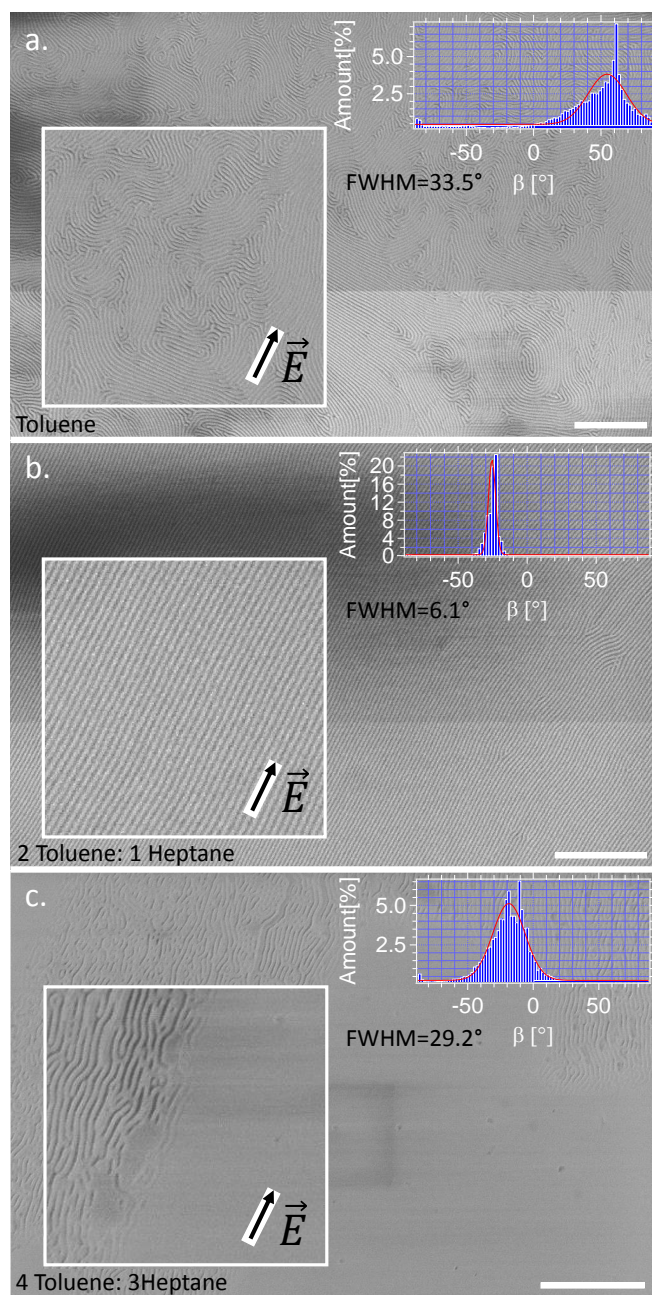 a.
Amount[%]
5.0
2.5
-50 0 50
FWHM=33.5° β [°]
E
Toluene
b.
Amount[%]
20
16
12
8
4
0
-50 0 50
FWHM=6.1° β [°]
E
2 Toluene: 1 Heptane
c.
Amount[%]
5.0
2.5
-50 0 50
FWHM=29.2° β [°]
E
4 Toluene: 3Heptane